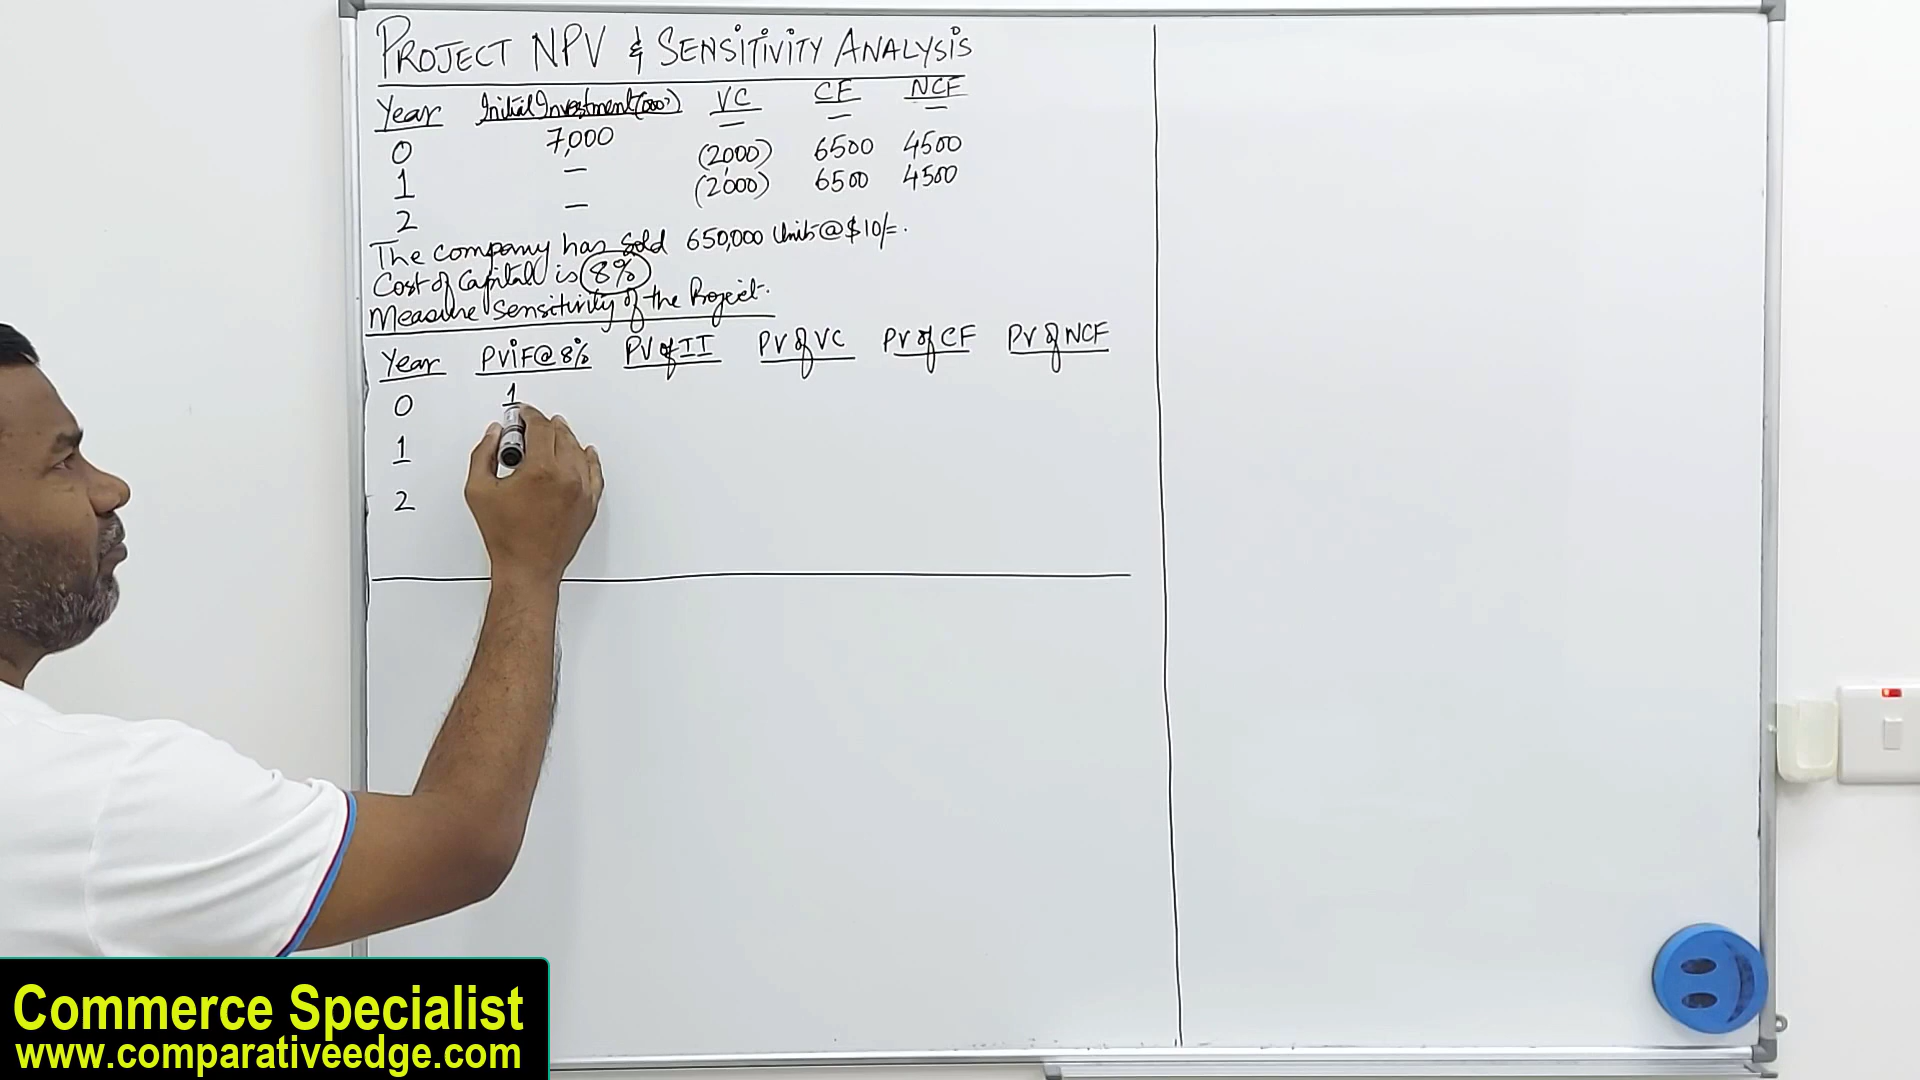 PROJECT NPV & SENSITIVITY ANALYSIS
Year Initial Investment (000') VC CF NCF
0 7,000 — — —
1 — (2000) 6500 4500
2 — (2000) 6500 4500
The company has sold 650,000 Units @ $10/=.
Cost of Capital is 8%
Measure Sensitivity of the Project.
Year PViF@8% PV of II PV of VC PV of CF PV of NCF
0 1
1
2
Commerce Specialist
www.comparativeedge.com